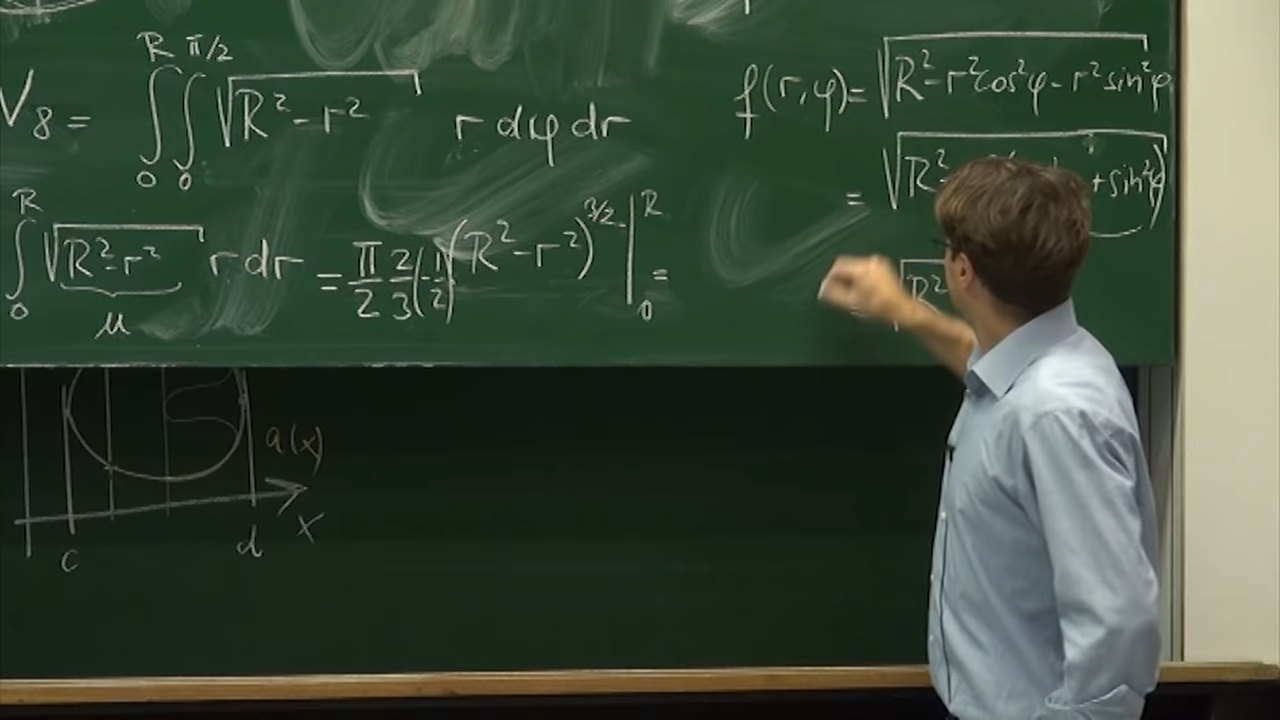 V₈ = ∫₀^R ∫₀^{π/2} √(R² - r²) r dφ dr
∫₀^R √(R² - r²) r dr = π/2 2/3 (-1/2) (R² - r²)^{3/2} |₀^R =
u
f(r,φ) = √(R² - r²cos²φ - r²sin²φ
= √(R² - + sin²φ)
R²
a(x)
c d x